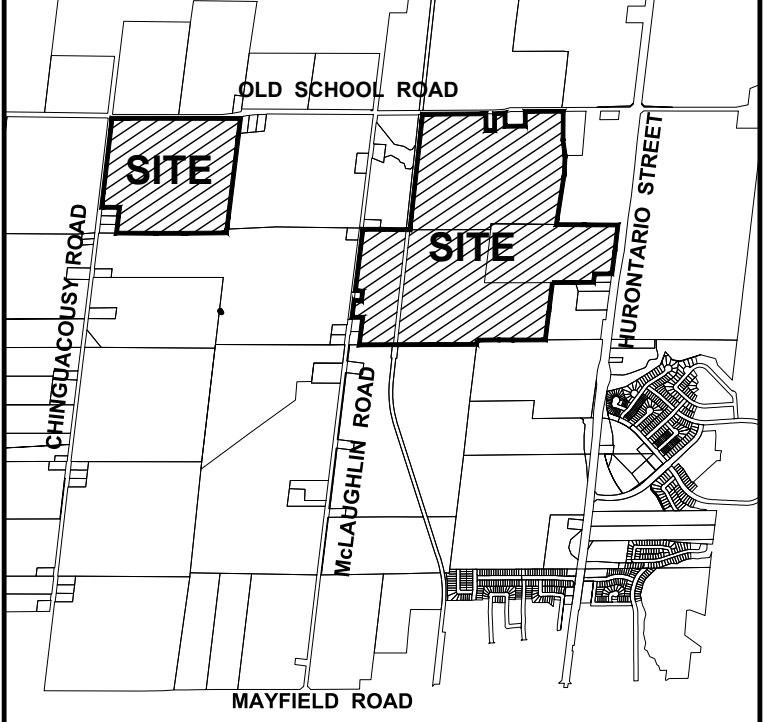 OLD SCHOOL ROAD
SITE
SITE
HURONTARIO STREET
CHINGUACOUSY ROAD
McLAUGHLIN ROAD
MAYFIELD ROAD